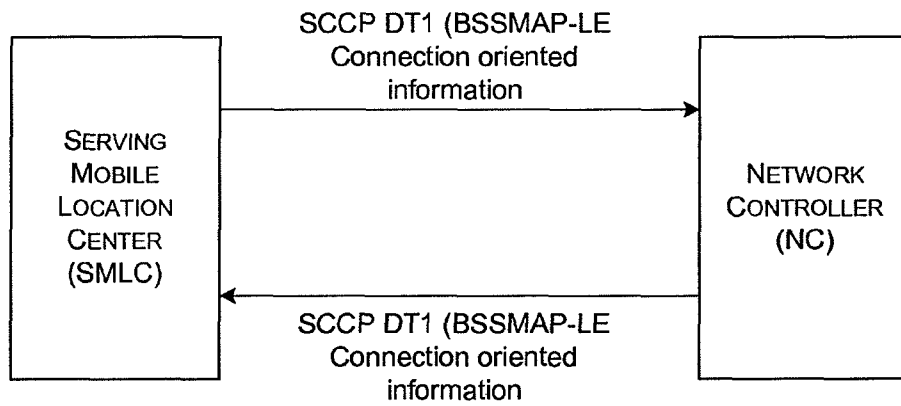 SCCP DT1 (BSSMAP-LE
Connection oriented
information
SERVING
MOBILE
LOCATION
CENTER
(SMLC)
NETWORK
CONTROLLER
(NC)
SCCP DT1 (BSSMAP-LE
Connection oriented
information